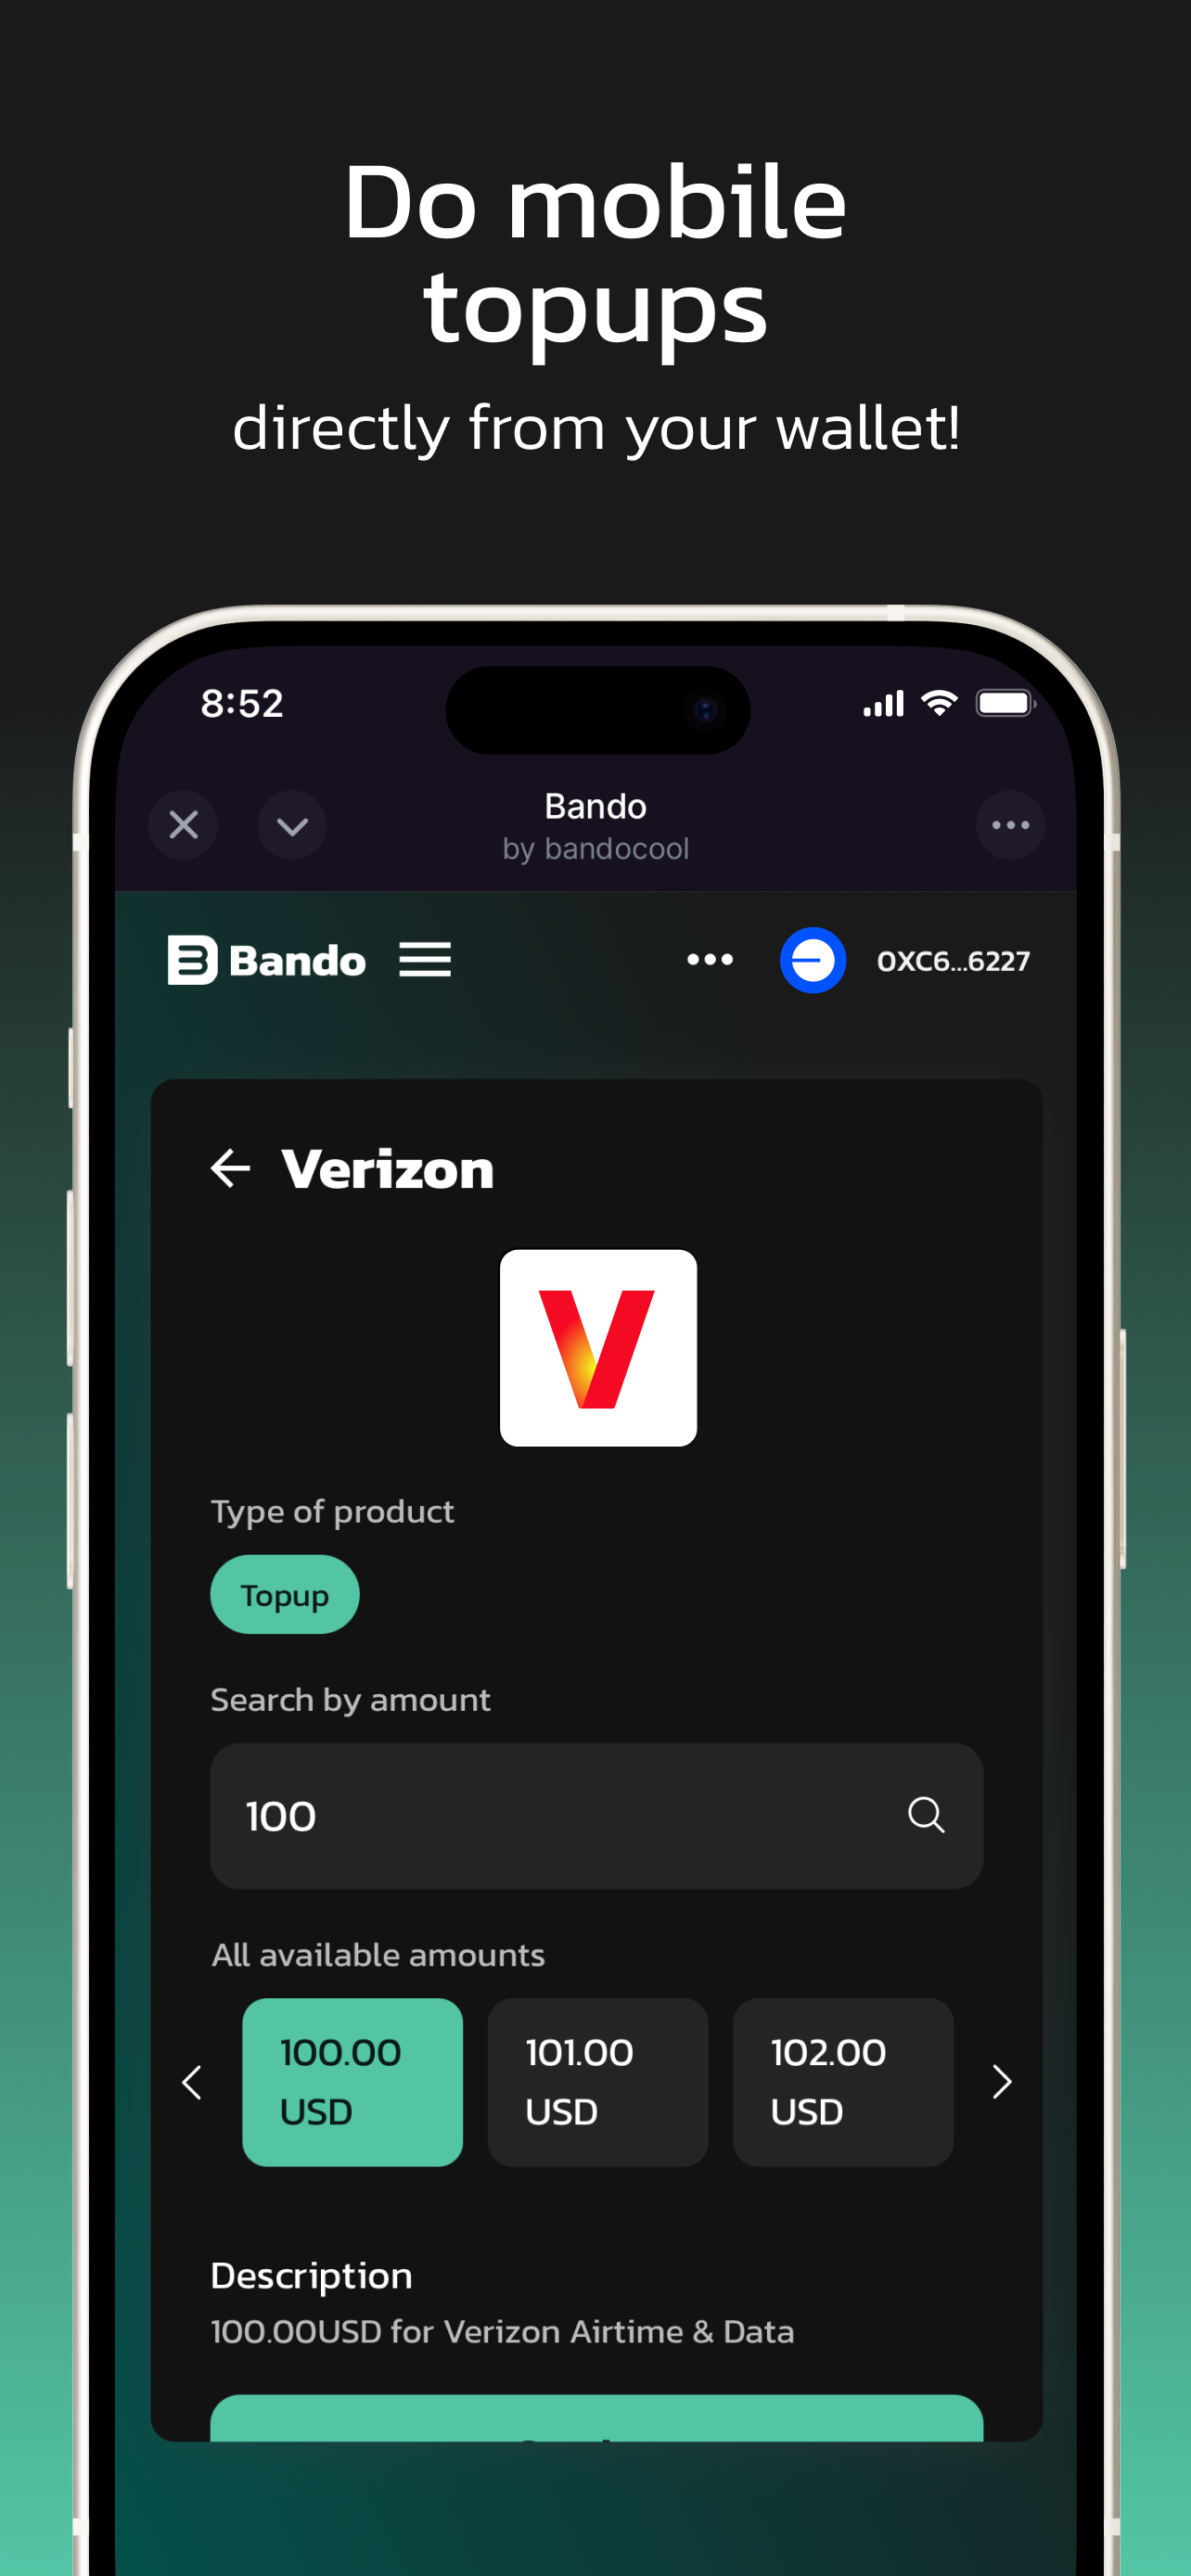 Do mobile
topups
directly from your wallet!
8:52
Bando
by bandocool
Bando
0XC6...6227
Verizon
Type of product
Topup
Search by amount
100
All available amounts
100.00
USD
101.00
USD
102.00
USD
Description
100.00USD for Verizon Airtime & Data